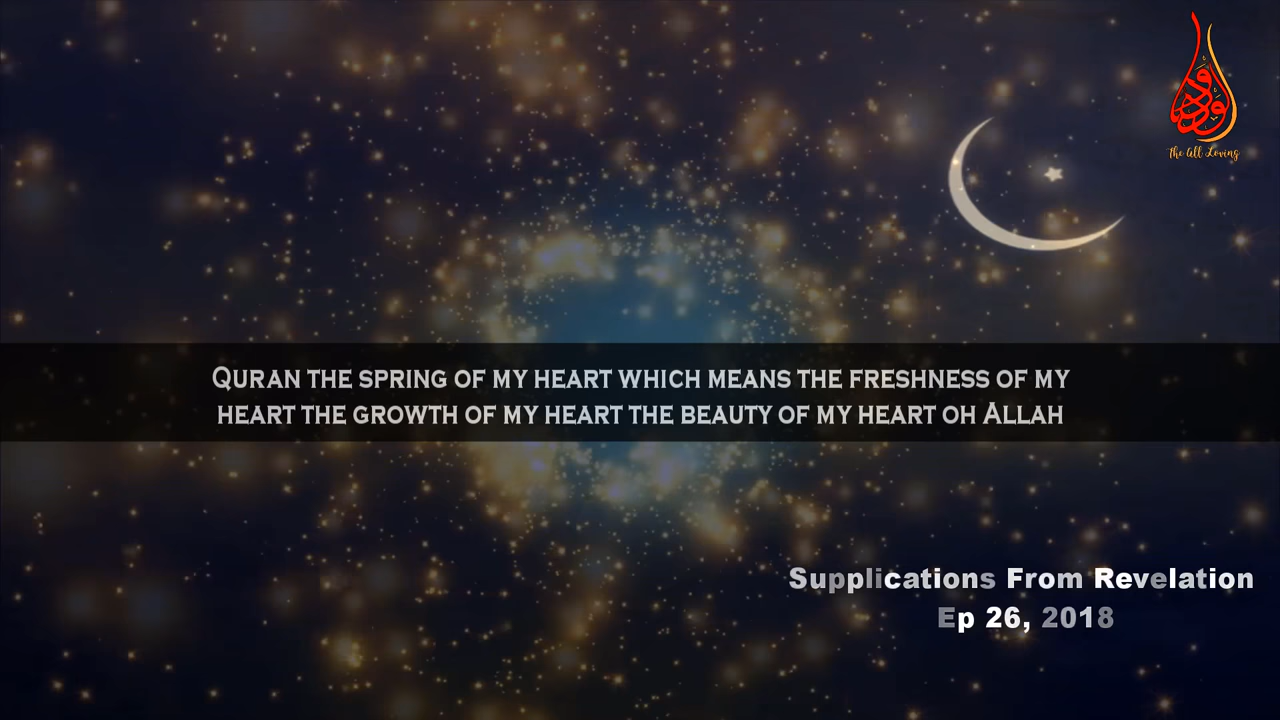 الودود
The All Loving
Quran the spring of my heart which means the freshness of my
heart the growth of my heart the beauty of my heart oh Allah
Supplications From Revelation
Ep 26, 2018